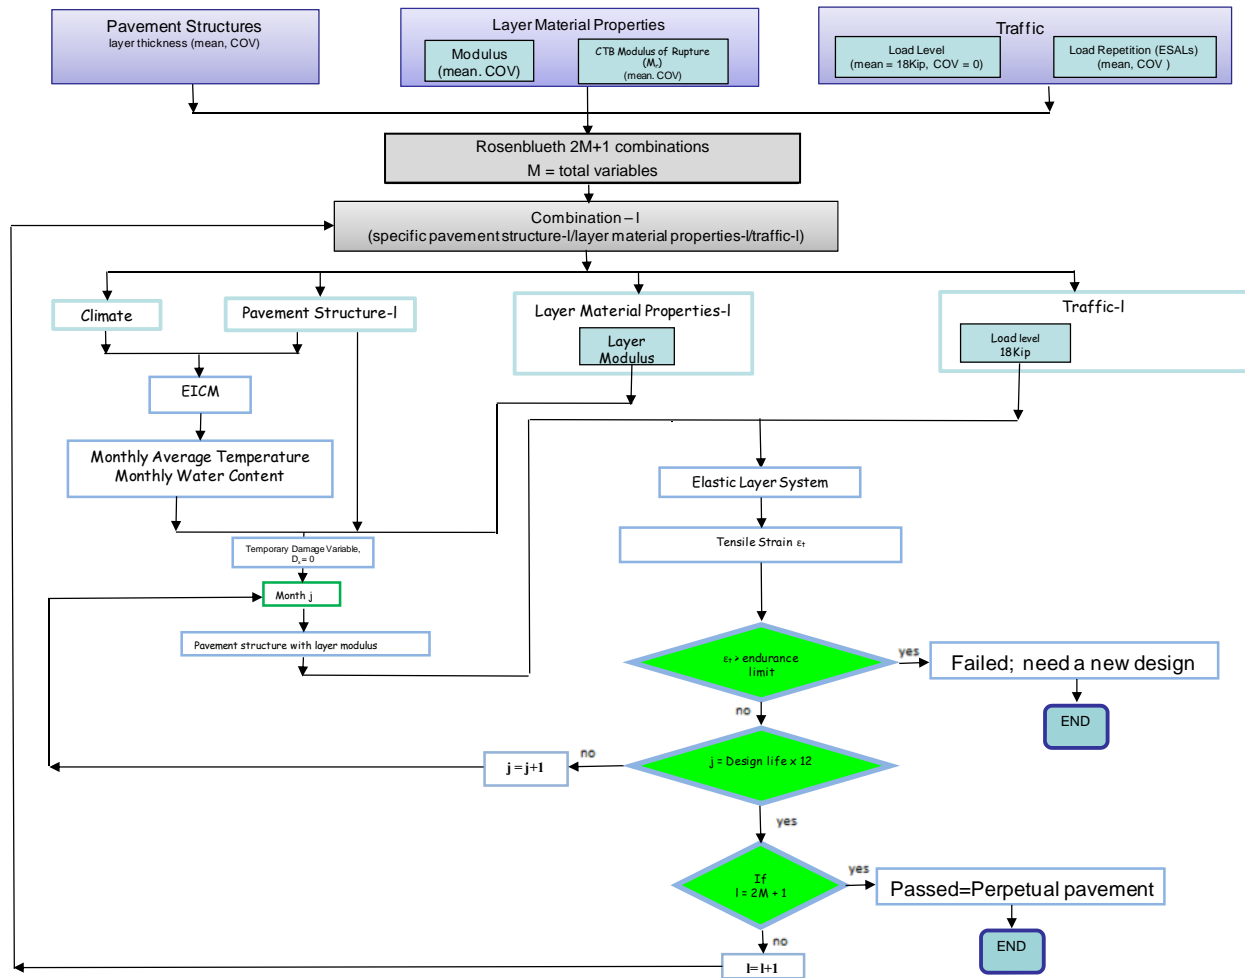 Pavement Structures
layer thickness (mean, COV)
Layer Material Properties
Modulus
(mean. COV)
CTB Modulus of Rupture
(Mr)
(mean. COV)
Traffic
Load Level
(mean = 18Kip, COV = 0)
Load Repetition (ESALs)
(mean, COV )
Rosenblueth 2M+1 combinations
M = total variables
Combination – l
(specific pavement structure-l/layer material properties-l/traffic-l)
Climate
Pavement Structure-l
Layer Material Properties-l
Layer
Modulus
Traffic-l
Load level
18Kip
EICM
Monthly Average Temperature
Monthly Water Content
Elastic Layer System
Tensile Strain εt
Temporary Damage Variable,
= 0
Month j
Pavement structure with layer modulus
εt > endurance
limit
yes
Failed; need a new design
END
no
j = Design life x 12
no
j = j+1
yes
If
l = 2M + 1
yes
Passed=Perpetual pavement
END
no
l= l+1